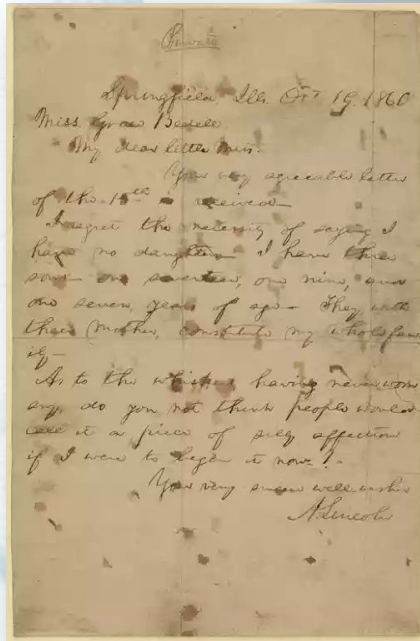 Private
Springfield, Ills. Oct 19. 1860
Miss. Grace Bedell
My dear little Miss.
Your very agreeable letter
of the 15th is received
I regret the necessity of saying I
have no daughters I have three
sons one seventeen, one nine, and
one seven, years of age— They with
their mother, constitute my whole fam
ily—
As to the whiskers having never worn
any, do you not think people would
call it a piece of silly affection
if I were to begin it now?
Your very sincere well wisher
A. Lincoln